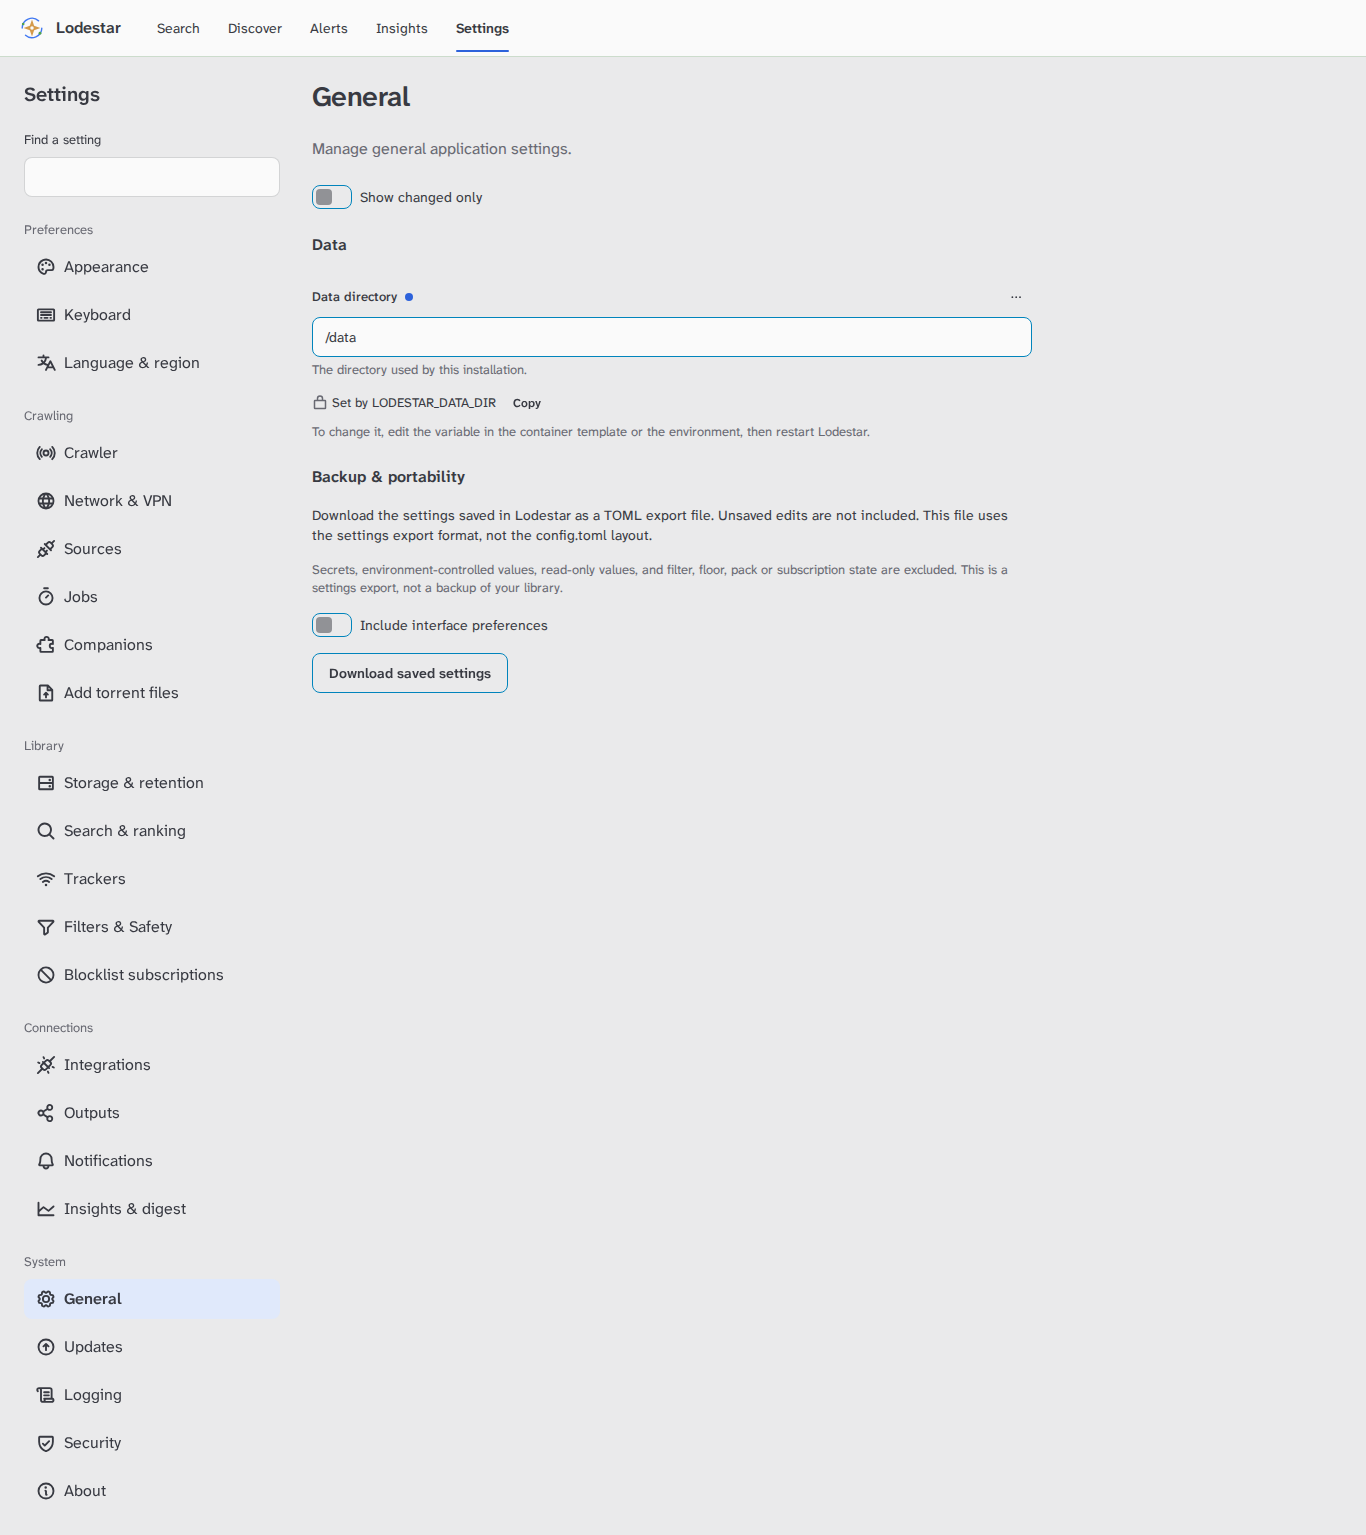 Lodestar
Search
Discover
Alerts
Insights
Settings
Settings
Find a setting
Preferences
Appearance
Keyboard
Language & region
Crawling
Crawler
Network & VPN
Sources
Jobs
Companions
Add torrent files
Library
Storage & retention
Search & ranking
Trackers
Filters & Safety
Blocklist subscriptions
Connections
Integrations
Outputs
Notifications
Insights & digest
System
General
Updates
Logging
Security
About
General
Manage general application settings.
Show changed only
Data
Data directory
...
/data
The directory used by this installation.
Set by LODESTAR_DATA_DIR
Copy
To change it, edit the variable in the container template or the environment, then restart Lodestar.
Backup & portability
Download the settings saved in Lodestar as a TOML export file. Unsaved edits are not included. This file uses
the settings export format, not the config.toml layout.
Secrets, environment-controlled values, read-only values, and filter, floor, pack or subscription state are excluded. This is a
settings export, not a backup of your library.
Include interface preferences
Download saved settings